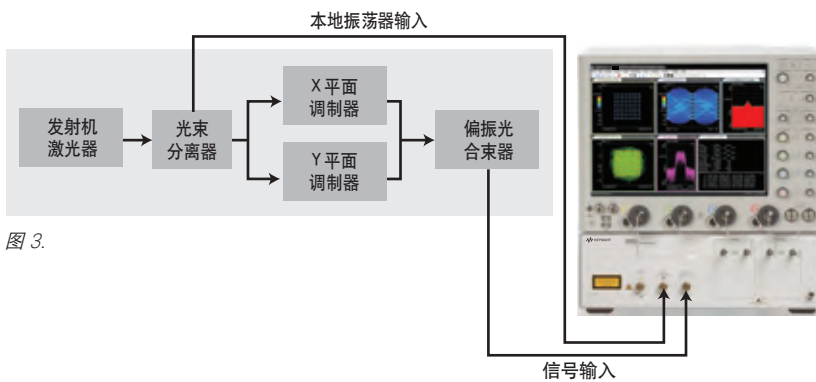 本地振荡器输入
发射机
激光器
光束
分离器
X 平面
调制器
Y 平面
调制器
偏振光
合束器
图 3.
KEYSIGHT
信号输入